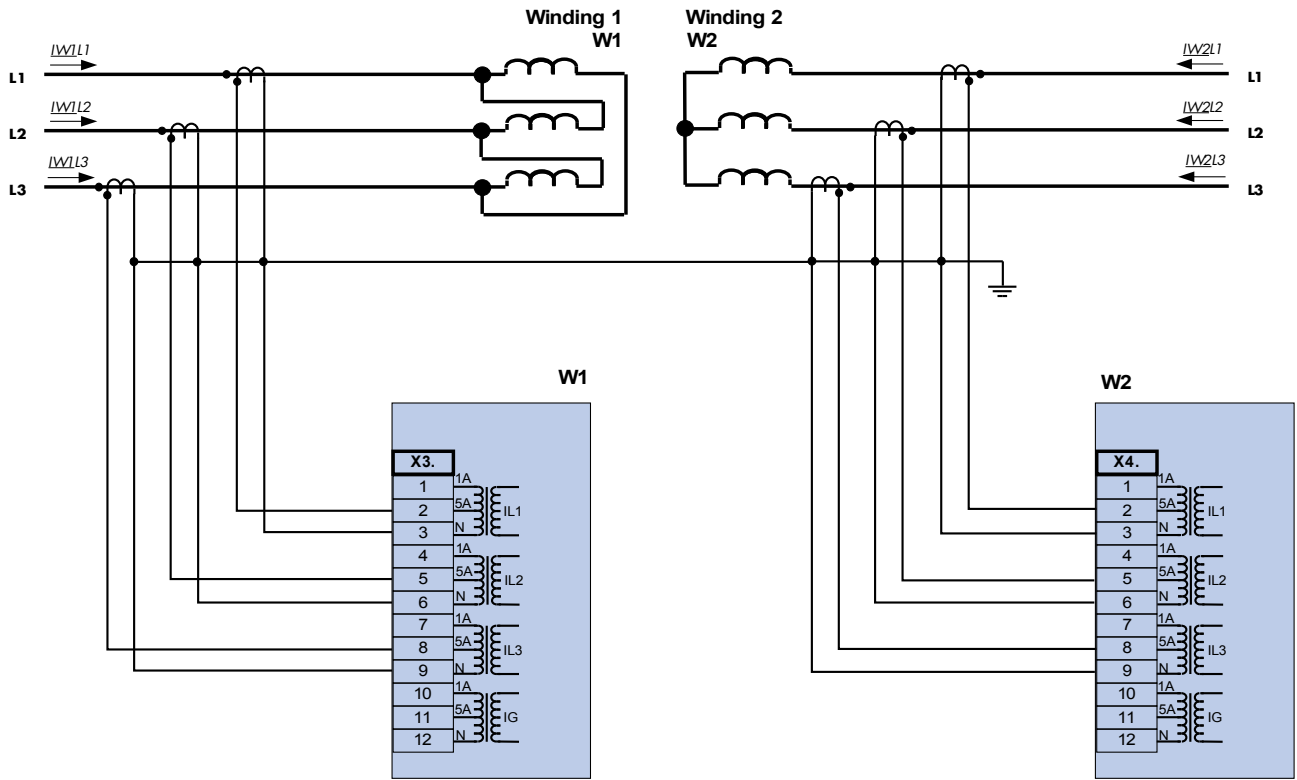 Winding 1
W1
Winding 2
W2
IW1L1
L1
IW1L2
L2
IW1L3
L3
IW2L1
L1
IW2L2
L2
IW2L3
L3
W1
X3.
1 1A
2 5A IL1
3 N
4 1A
5 5A IL2
6 N
7 1A
8 5A IL3
9 N
10 1A
11 5A IG
12 N
W2
X4.
1 1A
2 5A IL1
3 N
4 1A
5 5A IL2
6 N
7 1A
8 5A IL3
9 N
10 1A
11 5A IG
12 N